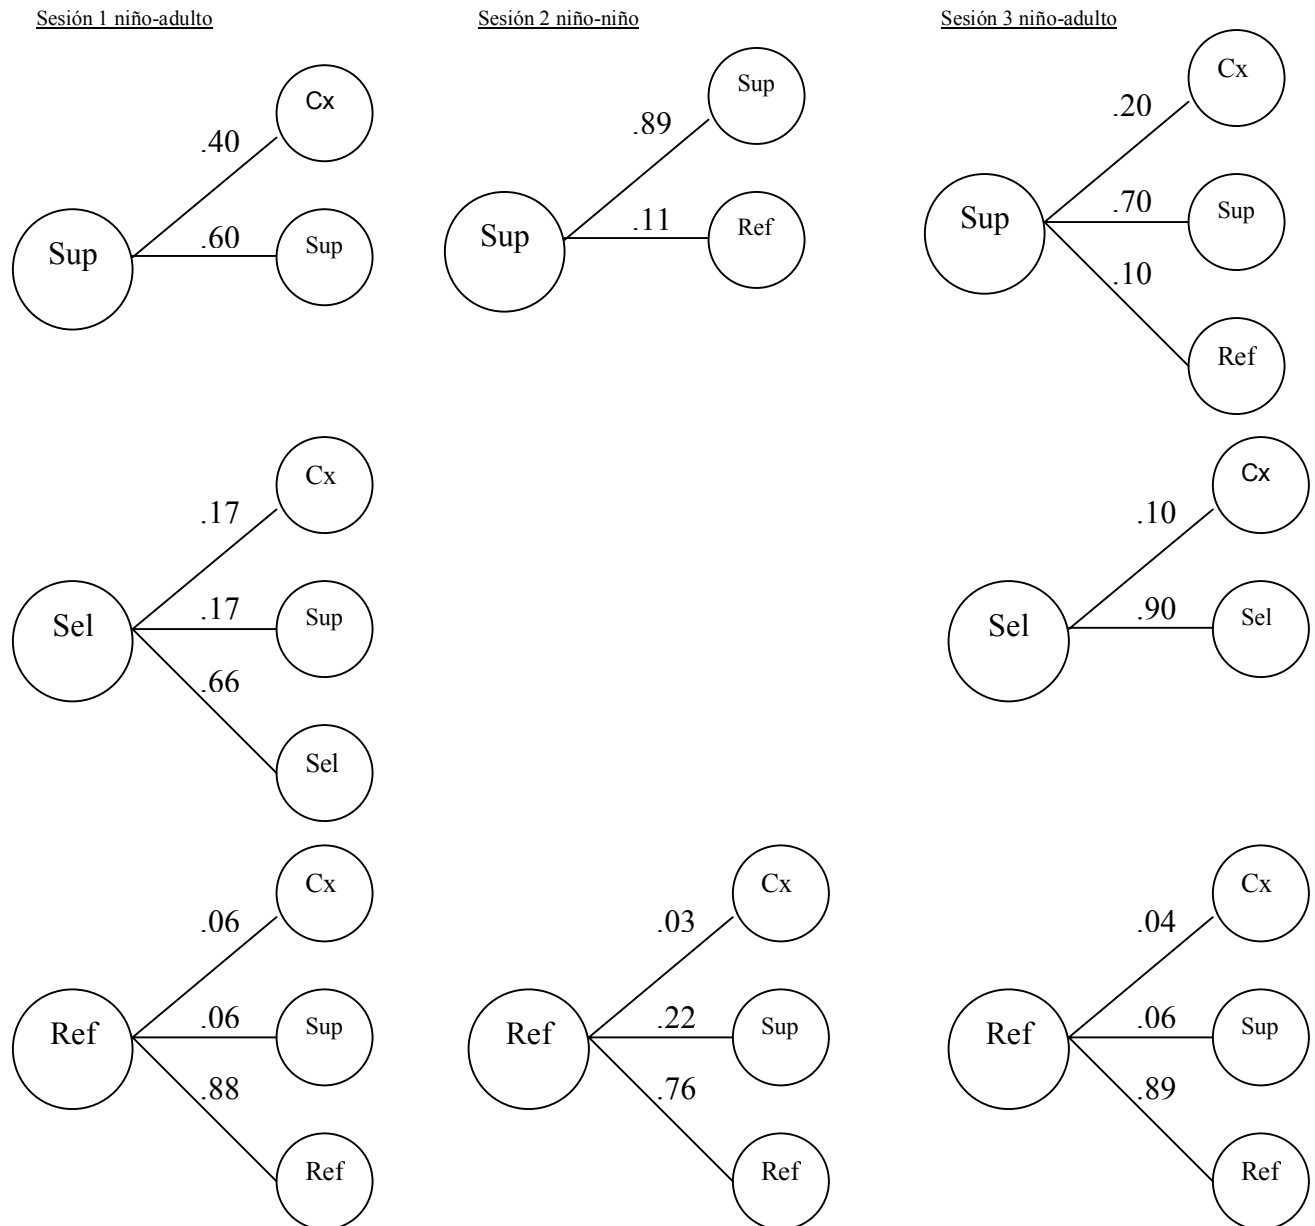 Sesión 1 niño-adulto
Sesión 2 niño-niño
Sesión 3 niño-adulto
Sup
.40
Cx
.60
Sup
Sup
.89
Sup
.11
Ref
Sup
.20
Cx
.70
Sup
.10
Ref
Sel
.17
Cx
.17
Sup
.66
Sel
Sel
.10
Cx
.90
Sel
Ref
.06
Cx
.06
Sup
.88
Ref
Ref
.03
Cx
.22
Sup
.76
Ref
Ref
.04
Cx
.06
Sup
.89
Ref